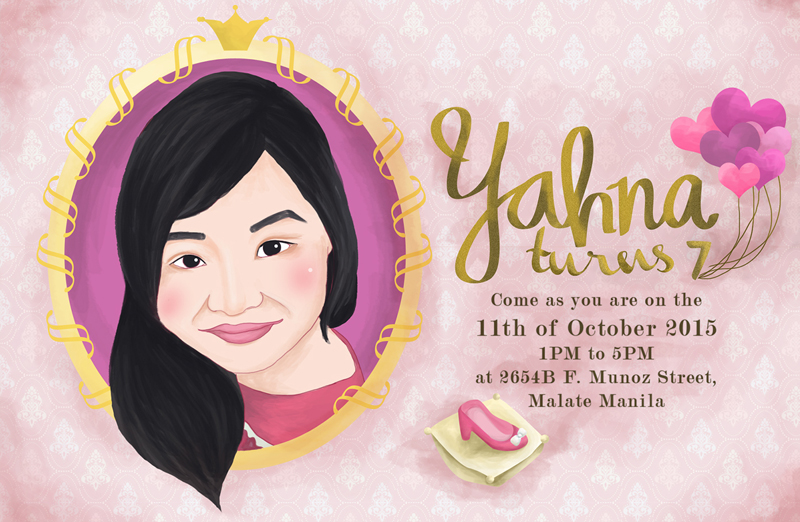 Yahna
turns 7
Come as you are on the
11th of October 2015
1PM to 5PM
at 2654B F. Munoz Street,
Malate Manila